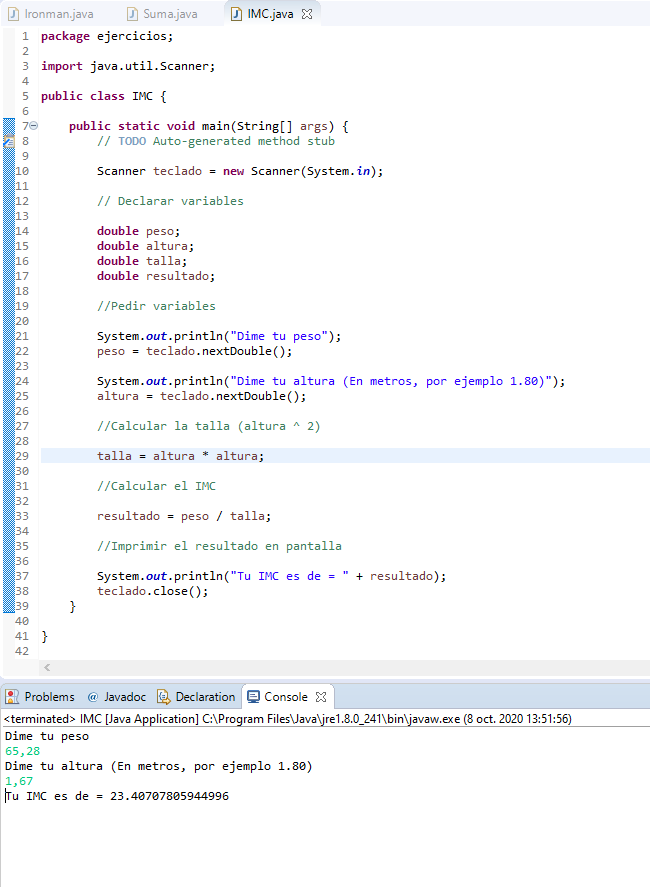 Ironman.java Suma.java IMC.java
1 package ejercicios;
2
3 import java.util.Scanner;
4
5 public class IMC {
6
7 public static void main(String[] args) {
8 // TODO Auto-generated method stub
9
10 Scanner teclado = new Scanner(System.in);
11
12 // Declarar variables
13
14 double peso;
15 double altura;
16 double talla;
17 double resultado;
18
19 //Pedir variables
20
21 System.out.println("Dime tu peso");
22 peso = teclado.nextDouble();
23
24 System.out.println("Dime tu altura (En metros, por ejemplo 1.80)");
25 altura = teclado.nextDouble();
26
27 //Calcular la talla (altura ^ 2)
28
29 talla = altura * altura;
30
31 //Calcular el IMC
32
33 resultado = peso / talla;
34
35 //Imprimir el resultado en pantalla
36
37 System.out.println("Tu IMC es de = " + resultado);
38 teclado.close();
39 }
40
41 }
42
Problems @ Javadoc Declaration Console
<terminated> IMC [Java Application] C:\Program Files\Java\jre1.8.0_241\bin\javaw.exe (8 oct. 2020 13:51:56)
Dime tu peso
65,28
Dime tu altura (En metros, por ejemplo 1.80)
1,67
Tu IMC es de = 23.40707805944996